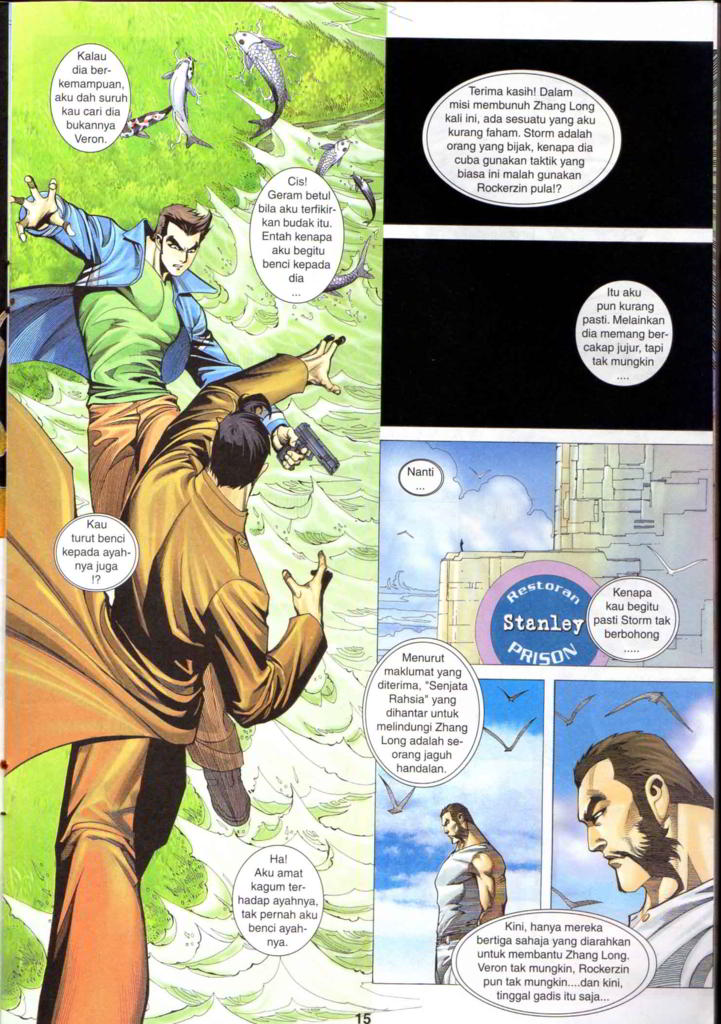 Kalau
dia ber-
kemampuan,
aku dah suruh
kau cari dia
bukannya
Veron.
Cis!
Geram betul
bila aku terfikir-
kan budak itu.
Entah kenapa
aku begitu
benci kepada
dia
...
Kau
turut benci
kepada ayah-
nya juga
!?
Ha!
Aku amat
kagum ter-
hadap ayahnya,
tak pernah aku
benci ayah-
nya.
Terima kasih! Dalam
misi membunuh Zhang Long
kali ini, ada sesuatu yang aku
kurang faham. Storm adalah
orang yang bijak, kenapa dia
cuba gunakan taktik yang
biasa ini malah gunakan
Rockerzin pula!?
Itu aku
pun kurang
pasti. Melainkan
dia memang ber-
cakap jujur, tapi
tak mungkin
....
Nanti
...
Restoran
Stanley
PRISON
Kenapa
kau begitu
pasti Storm tak
berbohong
.....
Menurut
maklumat yang
diterima, "Senjata
Rahsia" yang
dihantar untuk
melindungi Zhang
Long adalah se-
orang jaguh
handalan.
Kini, hanya mereka
bertiga sahaja yang diarahkan
untuk membantu Zhang Long.
Veron tak mungkin, Rockerzin
pun tak mungkin....dan kini,
tinggal gadis itu saja...
15